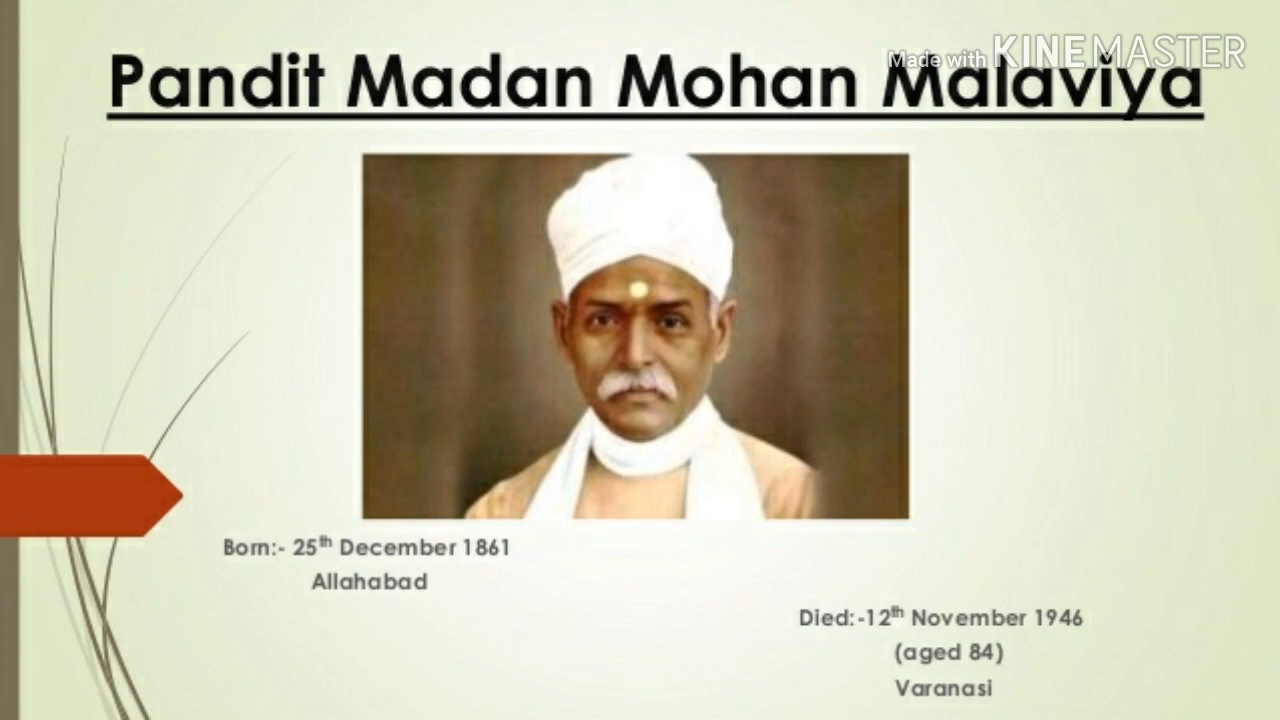 Made with KINEMASTER
Pandit Madan Mohan Malaviya
Born:- 25th December 1861
Allahabad
Died:-12th November 1946
(aged 84)
Varanasi